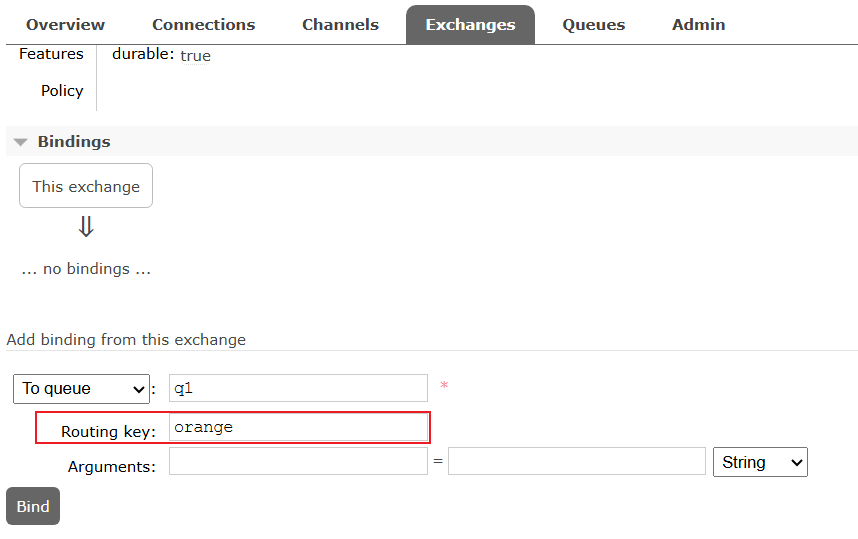 Overview Connections Channels Exchanges Queues Admin
Features durable: true
Policy
Bindings
This exchange
⇓
... no bindings ...
Add binding from this exchange
To queue : q1 *
Routing key: orange
Arguments: = String
Bind